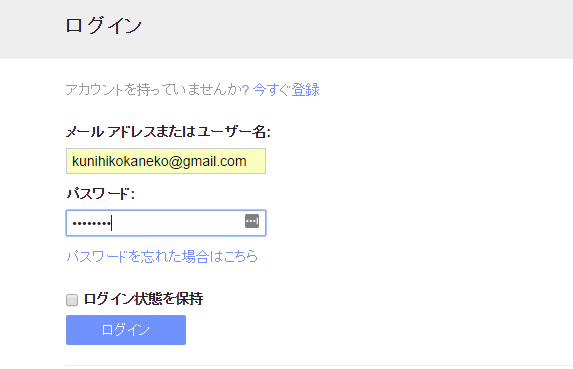 ログイン
アカウントを持っていませんか? 今すぐ登録
メール アドレスまたはユーザー名:
kunihikokaneko@gmail.com
パスワード:
••••••••
パスワードを忘れた場合はこちら
ログイン状態を保持
ログイン